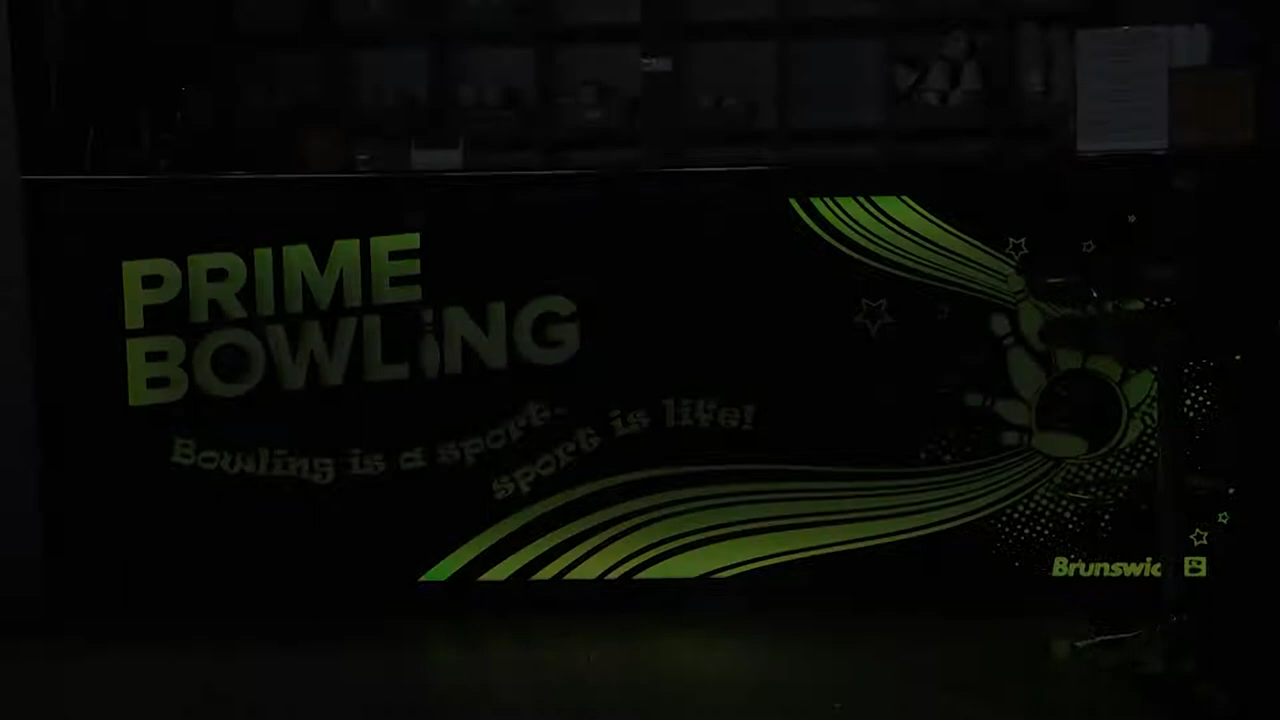 PRIME
BOWLiNG
Bowling is a sport-
sport is life!
Brunswic